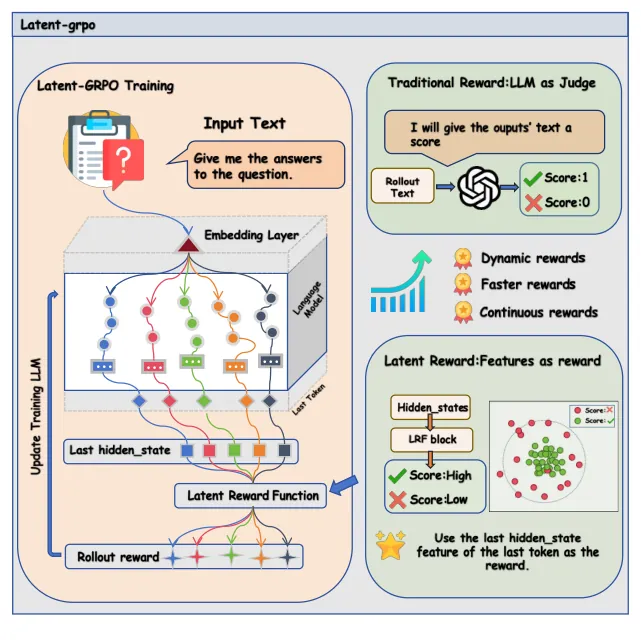 Latent-grpo
Latent-GRPO Training
Input Text
Give me the answers
to the question.
Embedding Layer
Language
Model
Last Token
Update Training LLM
Last hidden_state
Latent Reward Function
Rollout reward
Traditional Reward:LLM as Judge
I will give the ouputs' text a
score
Rollout
Text
Score:1
Score:0
Dynamic rewards
Faster rewards
Continuous rewards
Latent Reward:Features as reward
Hidden_states
LRF block
Score:High
Score:Low
Score:
Score:
Use the last hidden_state
feature of the last token as the
reward.